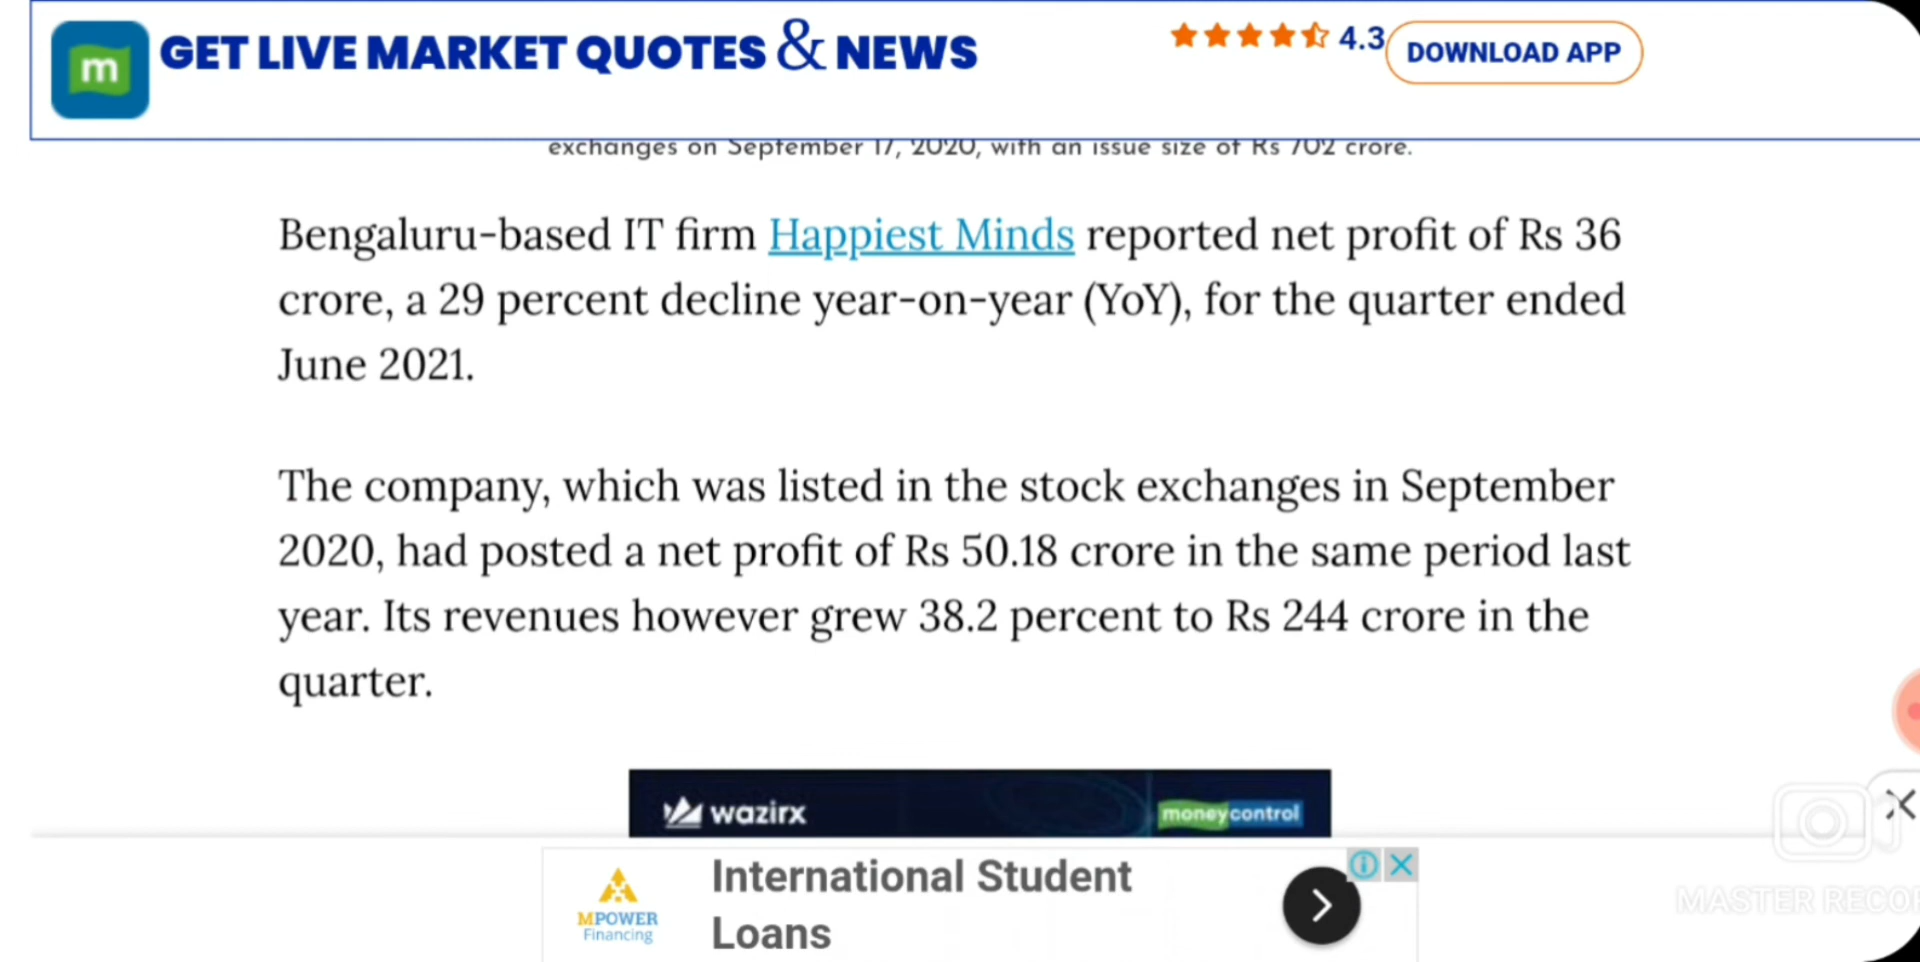 m GET LIVE MARKET QUOTES & NEWS 4.3 DOWNLOAD APP
exchanges on September 17, 2020, with an issue size of Rs 702 crore.
Bengaluru-based IT firm Happiest Minds reported net profit of Rs 36
crore, a 29 percent decline year-on-year (YoY), for the quarter ended
June 2021.
The company, which was listed in the stock exchanges in September
2020, had posted a net profit of Rs 50.18 crore in the same period last
year. Its revenues however grew 38.2 percent to Rs 244 crore in the
quarter.
wazirx moneycontrol
International Student
Loans
MPOWER
Financing
MASTER RECO